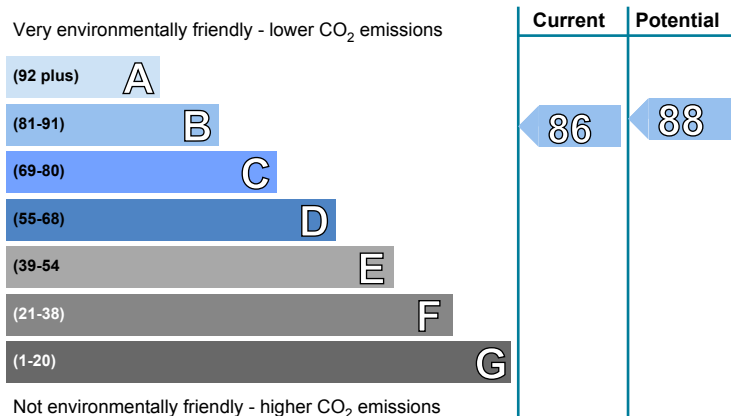 Current Potential
Very environmentally friendly - lower CO2 emissions
(92 plus) A
(81-91) B 86 88
(69-80) C
(55-68) D
(39-54 E
(21-38) F
(1-20) G
Not environmentally friendly - higher CO2 emissions